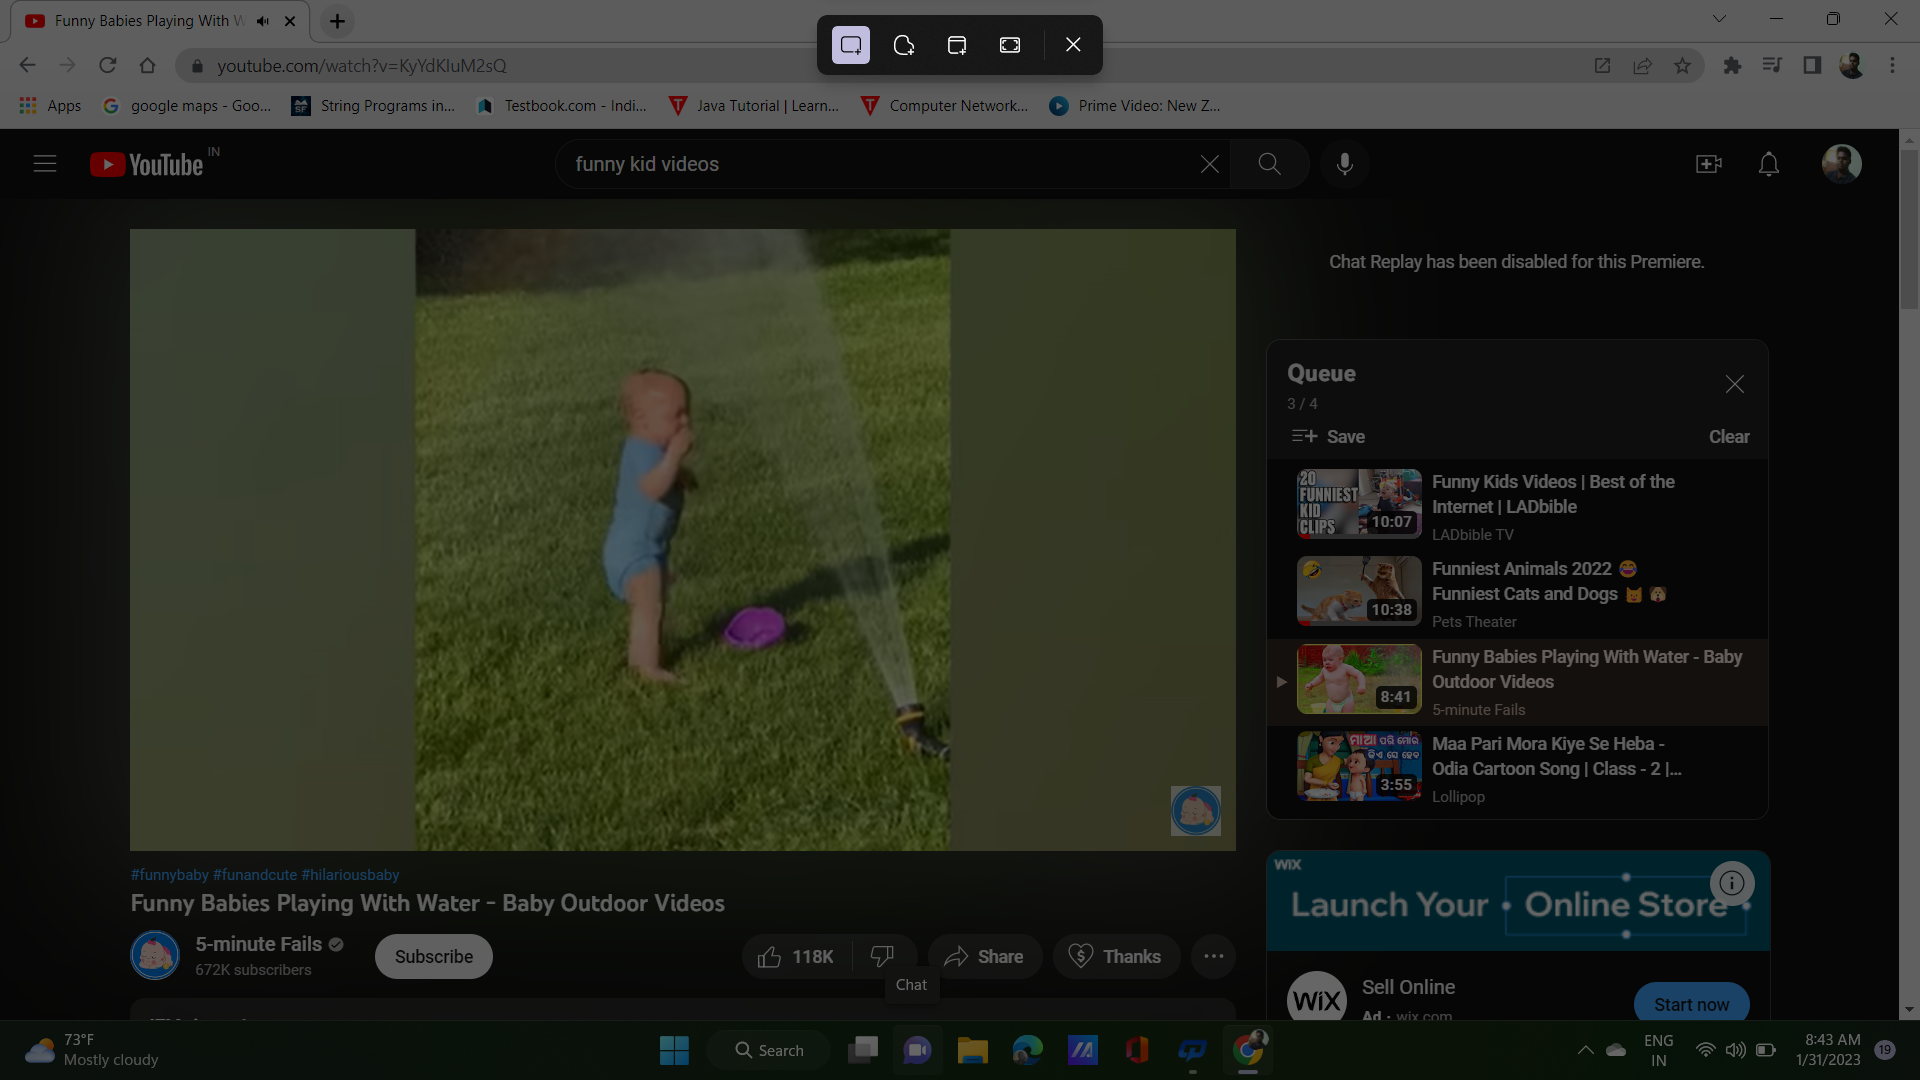 Funny Babies Playing With W
youtube.com/watch?v=KyYdKIuM2sQ
Apps
google maps - Goo...
String Programs in...
Testbook.com - Indi...
Java Tutorial | Learn...
Computer Network...
Prime Video: New Z...
YouTube IN
funny kid videos
Chat Replay has been disabled for this Premiere.
Queue
3 / 4
Save
Clear
20
FUNNIEST
KID
CLIPS
10:07
Funny Kids Videos | Best of the
Internet | LADbible
LADbible TV
10:38
Funniest Animals 2022 😂
Funniest Cats and Dogs 🐱 🐶
Pets Theater
8:41
Funny Babies Playing With Water - Baby
Outdoor Videos
5-minute Fails
ମାଆ ପରି ମୋର
କିଏ ସେ ହେବ
3:55
Maa Pari Mora Kiye Se Heba -
Odia Cartoon Song | Class - 2 |...
Lollipop
#funnybaby #funandcute #hilariousbaby
Funny Babies Playing With Water - Baby Outdoor Videos
5-minute Fails
672K subscribers
Subscribe
118K
Share
Thanks
Chat
WIX
Launch Your Online Store
WIX
Sell Online
Ad · wix.com
Start now
73°F
Mostly cloudy
Search
ENG
IN
8:43 AM
1/31/2023
19